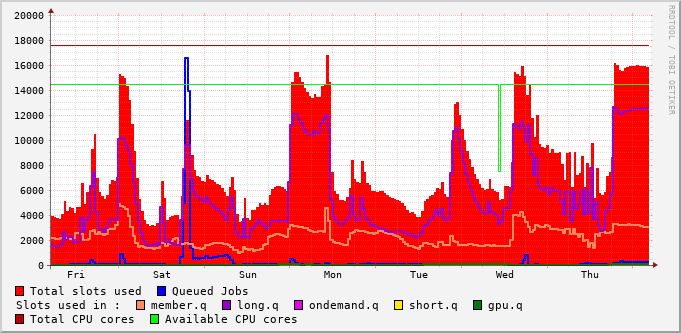 20000
18000
16000
14000
12000
10000
8000
6000
4000
2000
0
Fri Sat Sun Mon Tue Wed Thu
RRDTOOL / TOBI OETIKER
Total slots used Queued Jobs
Slots used in : member.q long.q ondemand.q short.q gpu.q
Total CPU cores Available CPU cores